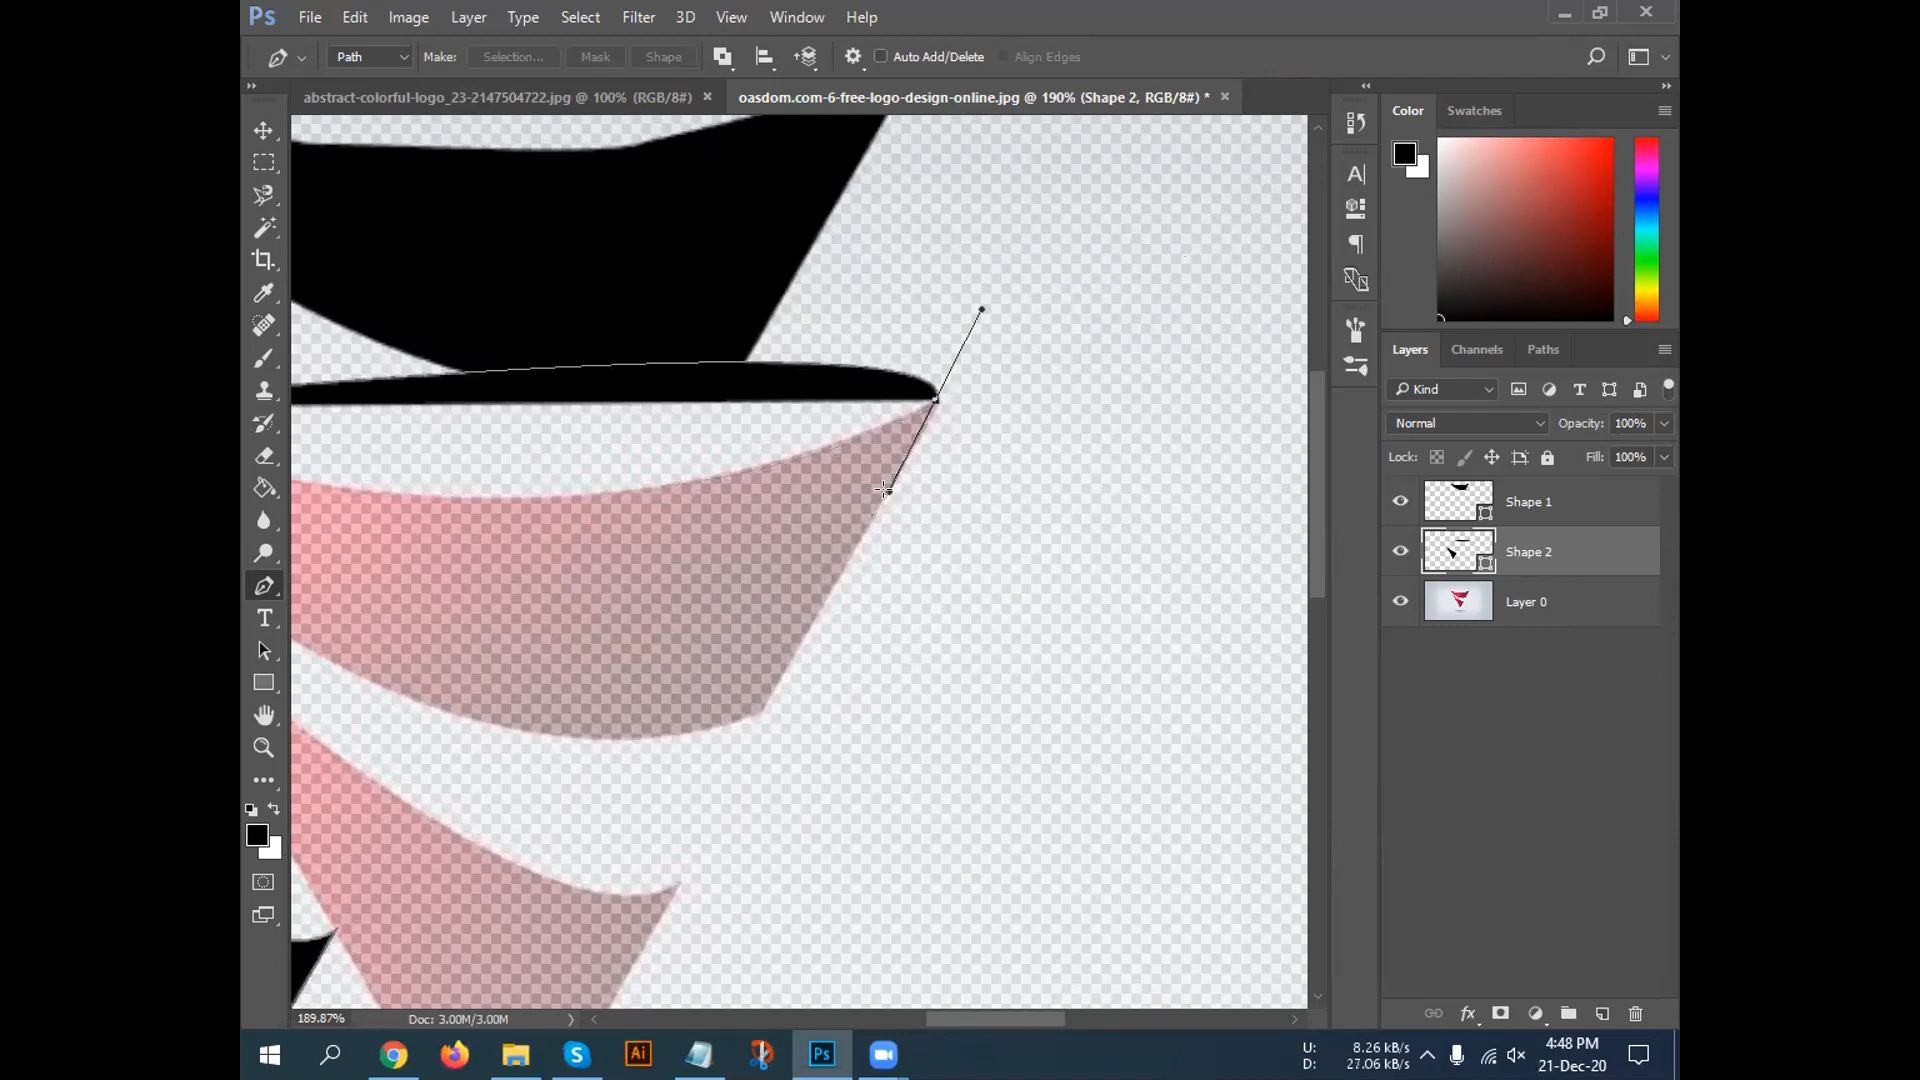 Ps File Edit Image Layer Type Select Filter 3D View Window Help
Path Make: Selection... Mask Shape Auto Add/Delete Align Edges
abstract-colorful-logo_23-2147504722.jpg @ 100% (RGB/8#) × oasdom.com-6-free-logo-design-online.jpg @ 190% (Shape 2, RGB/8#) * ×
Color Swatches
Layers Channels Paths
Kind
Normal Opacity: 100%
Lock: Fill: 100%
Shape 1
Shape 2
Layer 0
fx
189.87% Doc: 3.00M/3.00M
Ai Ps
U: 8.26 kB/s
D: 27.06 kB/s
4:48 PM
21-Dec-20